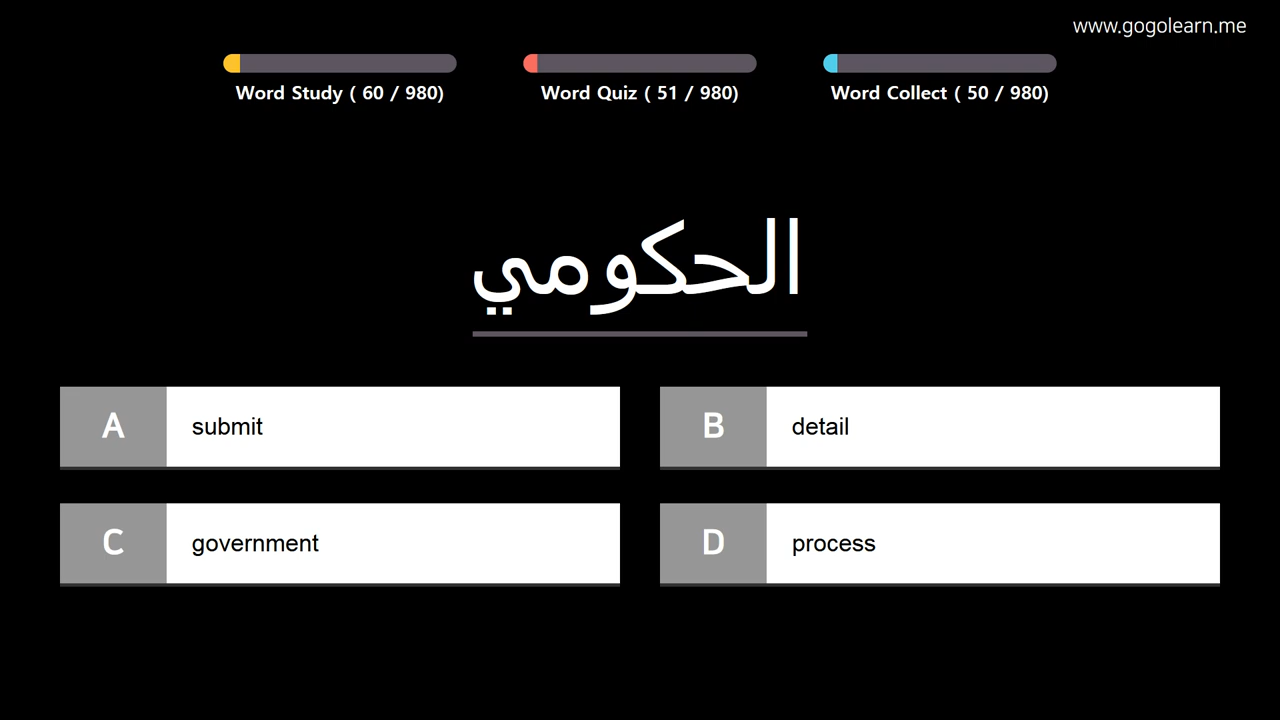 www.gogolearn.me
Word Study ( 60 / 980)
Word Quiz ( 51 / 980)
Word Collect ( 50 / 980)
الحكومي
A submit
B detail
C government
D process